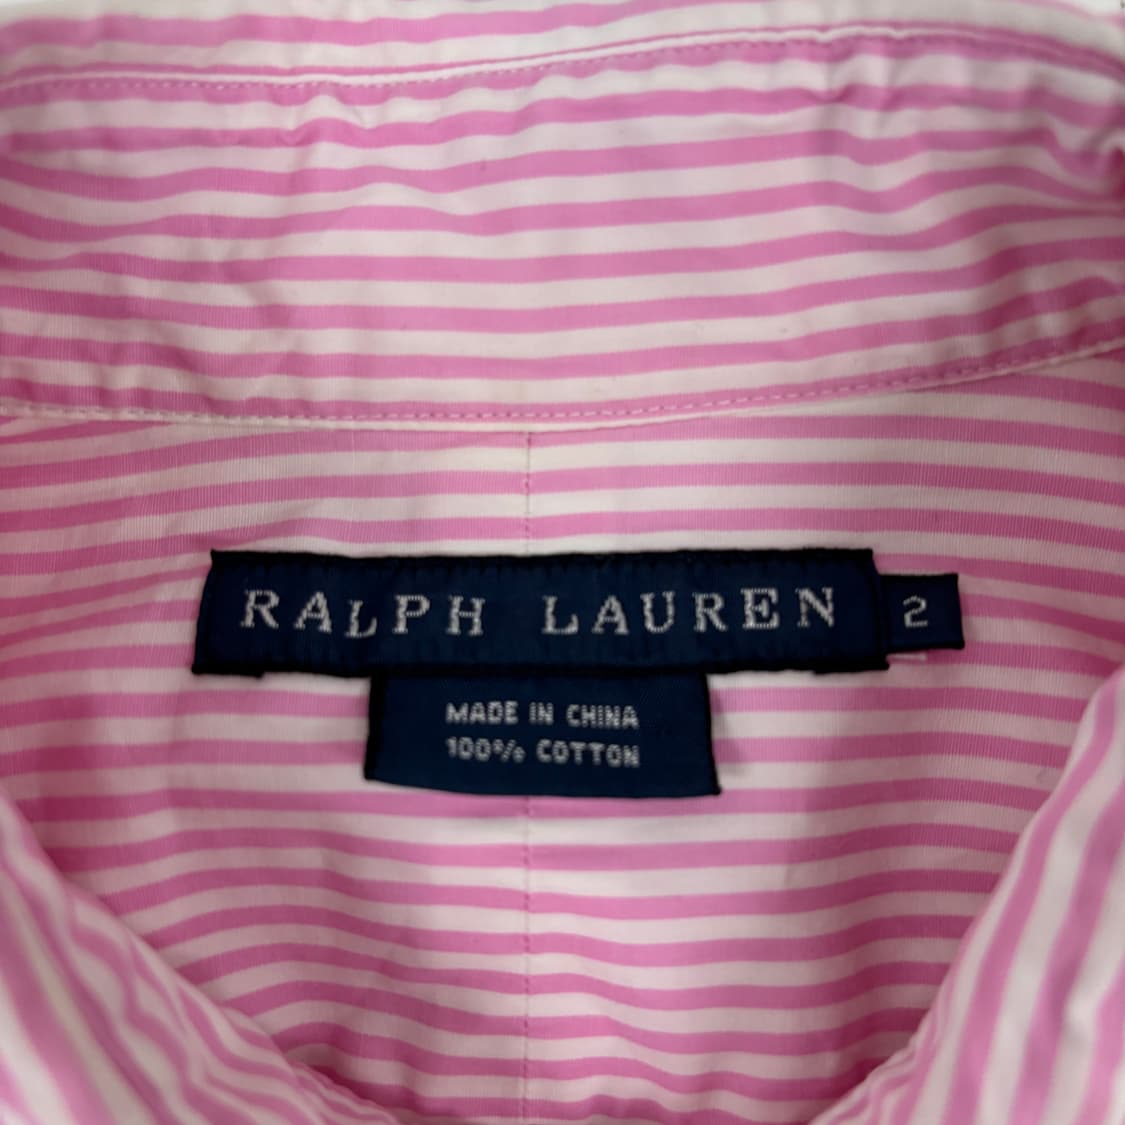 RALPH LAUREN
2
MADE IN CHINA
100% COTTON